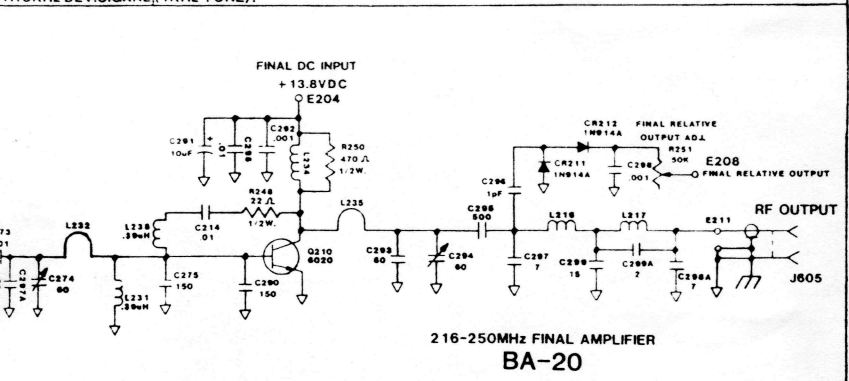 FINAL DC INPUT
+13.8VDC
E204
C291
10uF
+
.01
C292
.001
L234
R250
470 Ω
1/2W.
CR212
1N914A
FINAL RELATIVE
OUTPUT ADJ.
R251
50K
CR211
1N914A
C298
.001
E208
FINAL RELATIVE OUTPUT
C296
1pF
R248
22 Ω
1/2W.
L238
.39uH
C214
.01
L235
L232
C295
500
L216
L217
E211
RF OUTPUT
Q210
6020
C297A
C274
60
L231
.39uH
C275
150
C290
150
C293
60
C294
60
C297
7
C299
15
C299A
2
C298A
7
J605
216-250MHz FINAL AMPLIFIER
BA-20